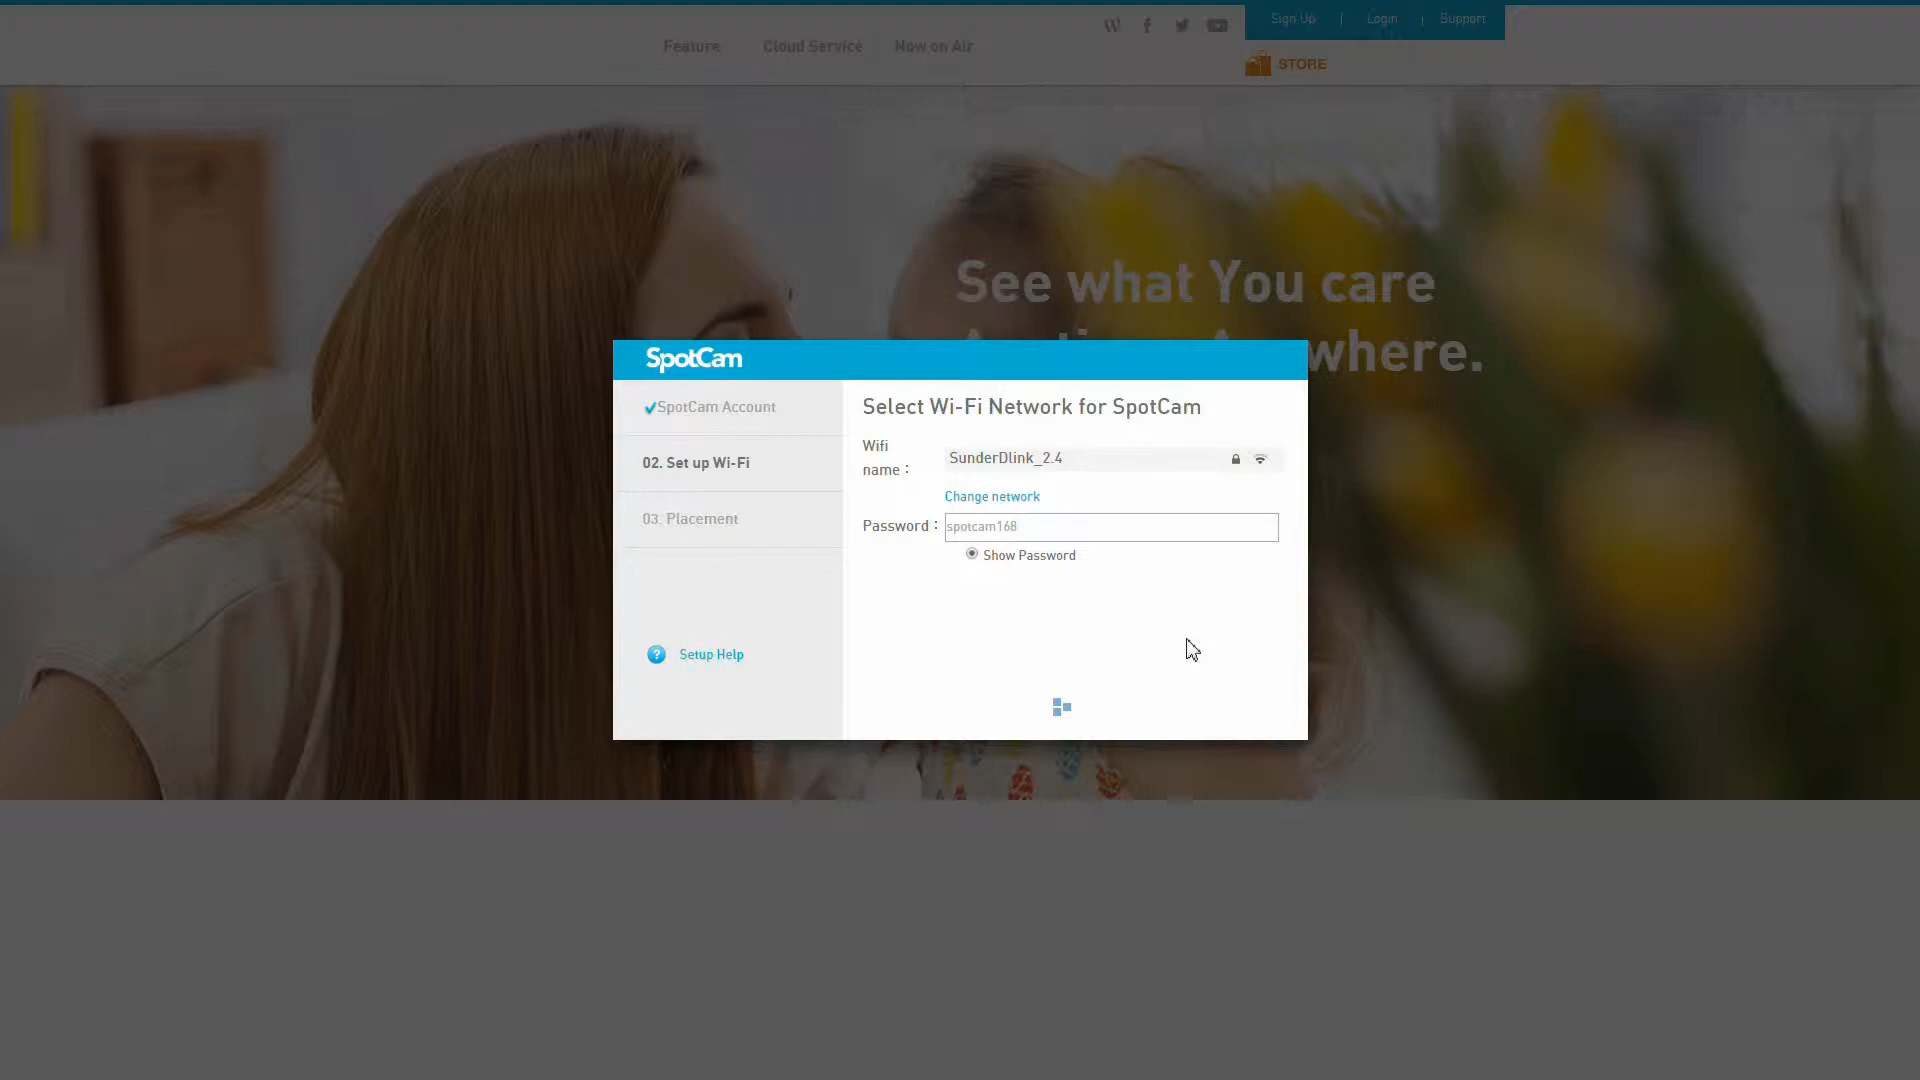 Sign Up | Login | Support
Feature Cloud Service Now on Air
STORE
See what You care
where.
SpotCam
SpotCam Account
02. Set up Wi-Fi
03. Placement
? Setup Help
Select Wi-Fi Network for SpotCam
Wifi
name :
SunderDlink_2.4
Change network
Password : spotcam168
Show Password